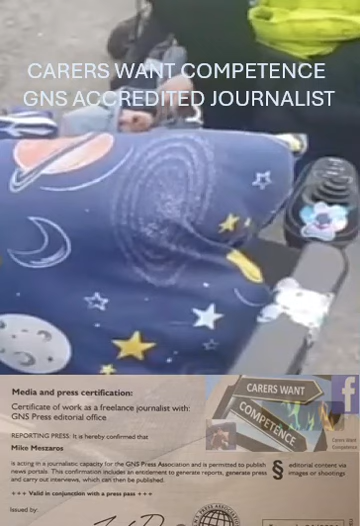 CARERS WANT COMPETENCE
GNS ACCREDITED JOURNALIST
Media and press certification:
Certificate of work as a freelance journalist with:
GNS Press editorial office
REPORTING PRESS: It is hereby confirmed that
Mike Meszaros
is acting in a journalistic capacity for the GNS Press Association and is permitted to publish
news portals. This confirmation includes an entitlement to generate reports, generate press
and carry out interviews, which can then be published.
§
editorial content via
images or shootings
+++ Valid in conjunction with a press pass +++
Issued by:
CARERS WANT
COMPETENCE
f
Carers Want
Competence